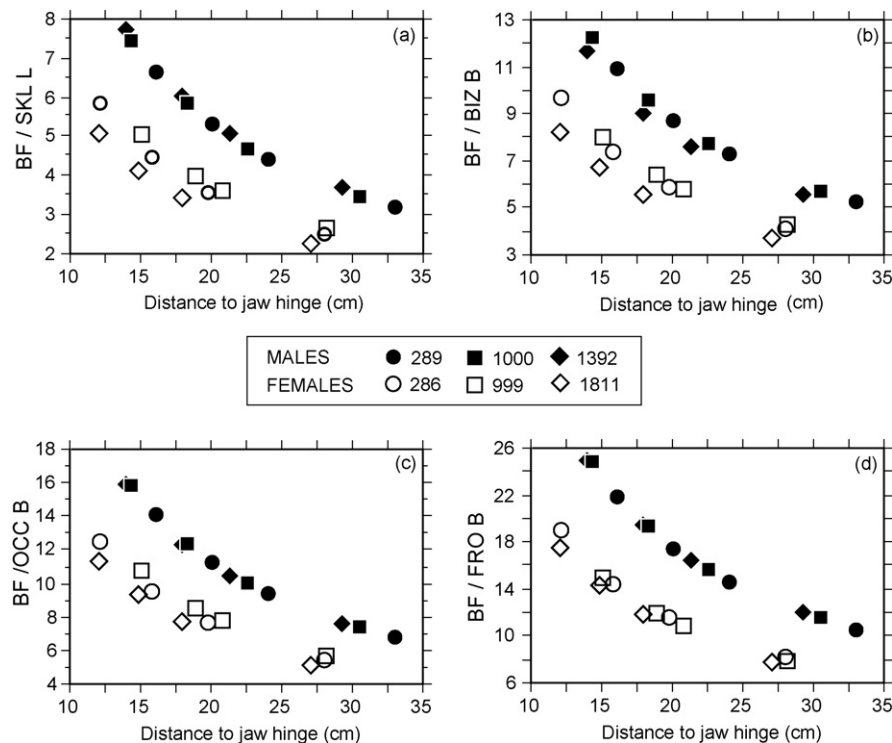 8
7
6
5
4
3
2
BF / SKL L
(a)
10 15 20 25 30 35
Distance to jaw hinge (cm)
13
11
9
7
5
3
BF / BIZ B
(b)
10 15 20 25 30 35
Distance to jaw hinge (cm)
MALES 289 1000 1392
FEMALES 286 999 1811
18
16
14
12
10
8
6
4
BF /OCC B
(c)
10 15 20 25 30 35
Distance to jaw hinge (cm)
26
22
18
14
10
6
BF / FRO B
(d)
10 15 20 25 30 35
Distance to jaw hinge (cm)